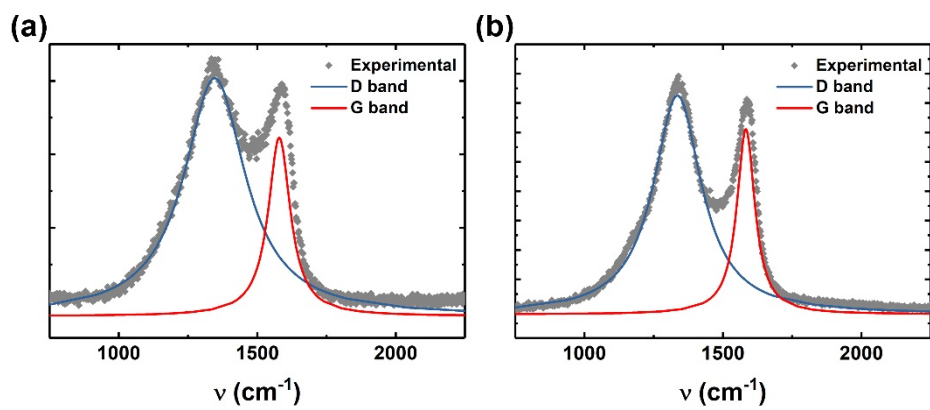 (a)
Experimental
D band
G band
1000 1500 2000
ν (cm-1)
(b)
Experimental
D band
G band
1000 1500 2000
ν (cm-1)